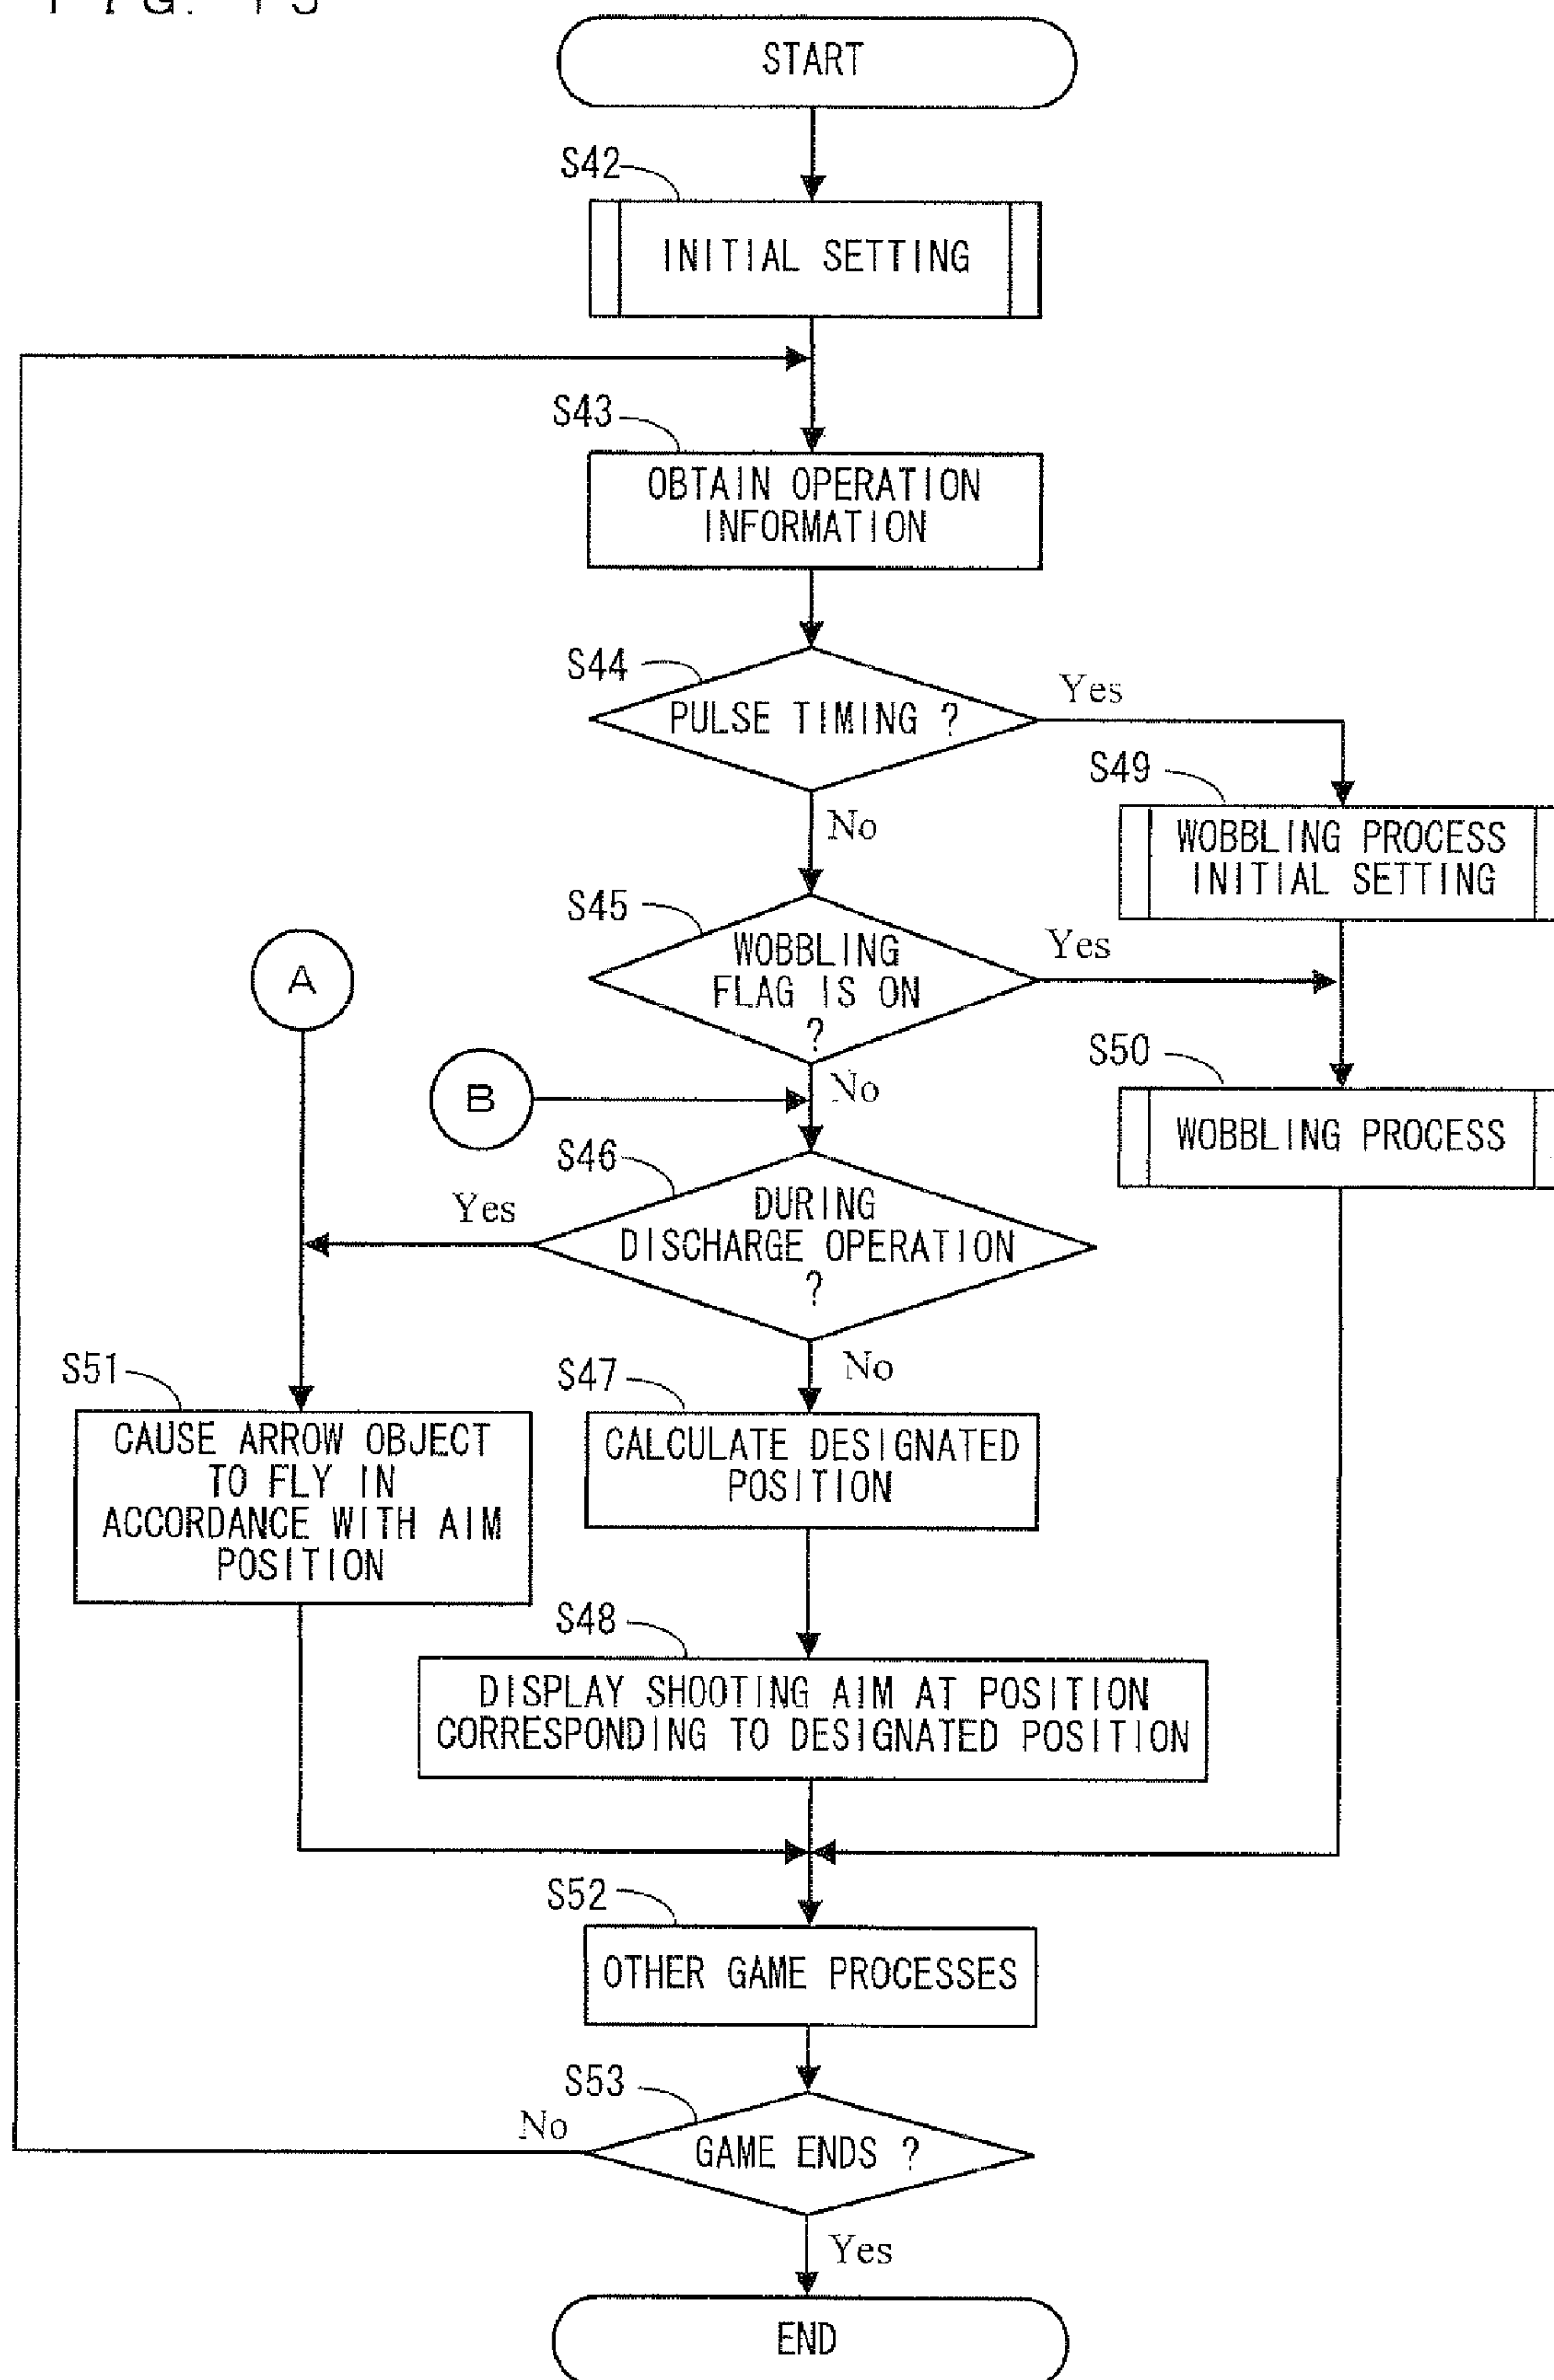 START
S42
INITIAL SETTING
S43
OBTAIN OPERATION
INFORMATION
S44
PULSE TIMING ?
Yes
No
S49
WOBBLING PROCESS
INITIAL SETTING
S45
WOBBLING
FLAG IS ON
?
Yes
No
A
B
S50
WOBBLING PROCESS
S46
DURING
DISCHARGE OPERATION
?
Yes
No
S51
CAUSE ARROW OBJECT
TO FLY IN
ACCORDANCE WITH AIM
POSITION
S47
CALCULATE DESIGNATED
POSITION
S48
DISPLAY SHOOTING AIM AT POSITION
CORRESPONDING TO DESIGNATED POSITION
S52
OTHER GAME PROCESSES
S53
GAME ENDS ?
No
Yes
END